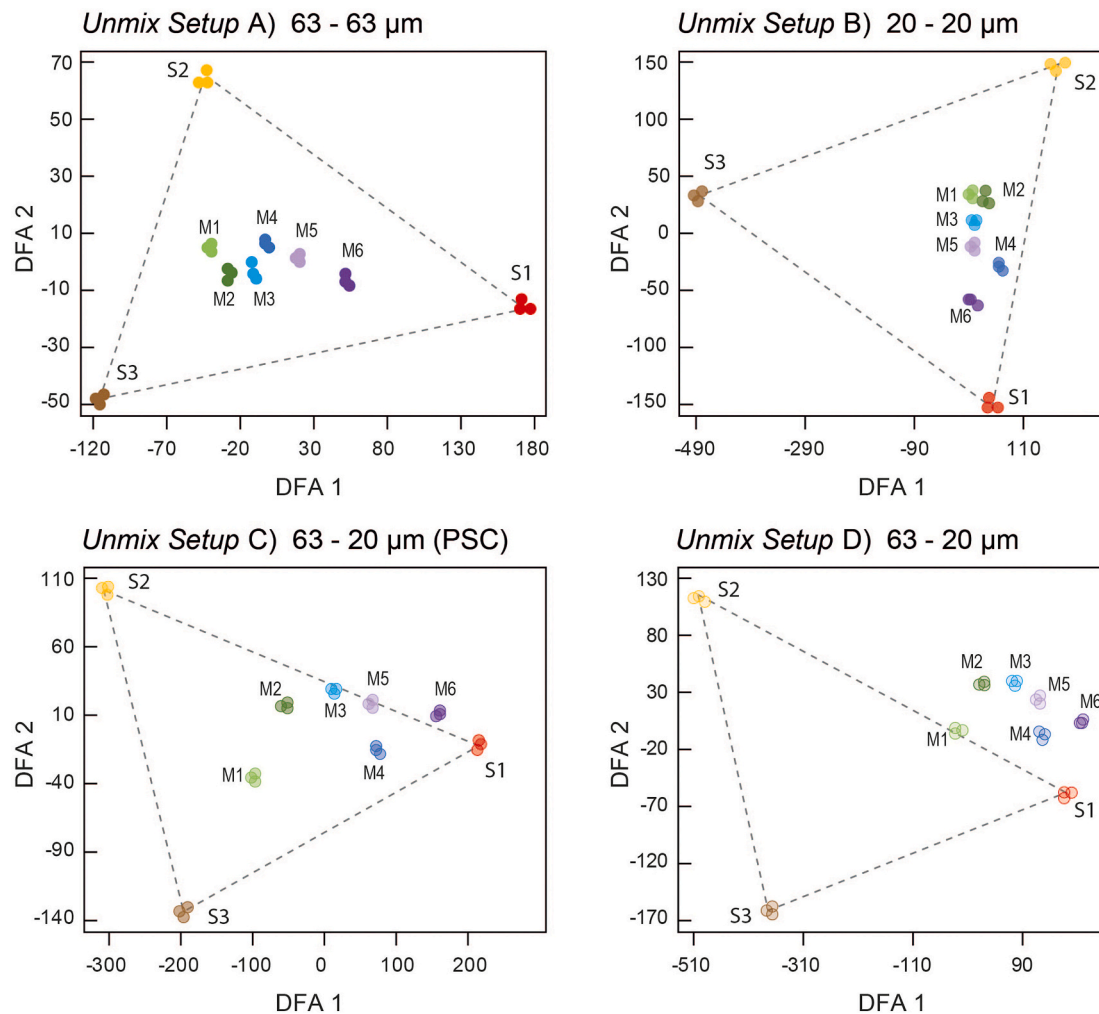 Unmix Setup A) 63 - 63 µm
70
50
30
10
-10
-30
-50
DFA 2
S2
M1
M4
M5
M6
M2
M3
S1
S3
-120 -70 -20 30 80 130 180
DFA 1
Unmix Setup B) 20 - 20 µm
150
100
50
0
-50
-100
-150
DFA 2
S2
S3
M1
M2
M3
M5
M4
M6
S1
-490 -290 -90 110
DFA 1
Unmix Setup C) 63 - 20 µm (PSC)
110
60
10
-40
-90
-140
DFA 2
S2
M2
M5
M6
M3
M4
S1
M1
S3
-300 -200 -100 0 100 200
DFA 1
Unmix Setup D) 63 - 20 µm
130
80
30
-20
-70
-120
-170
DFA 2
S2
M2
M3
M5
M6
M1
M4
S1
S3
-510 -310 -110 90
DFA 1